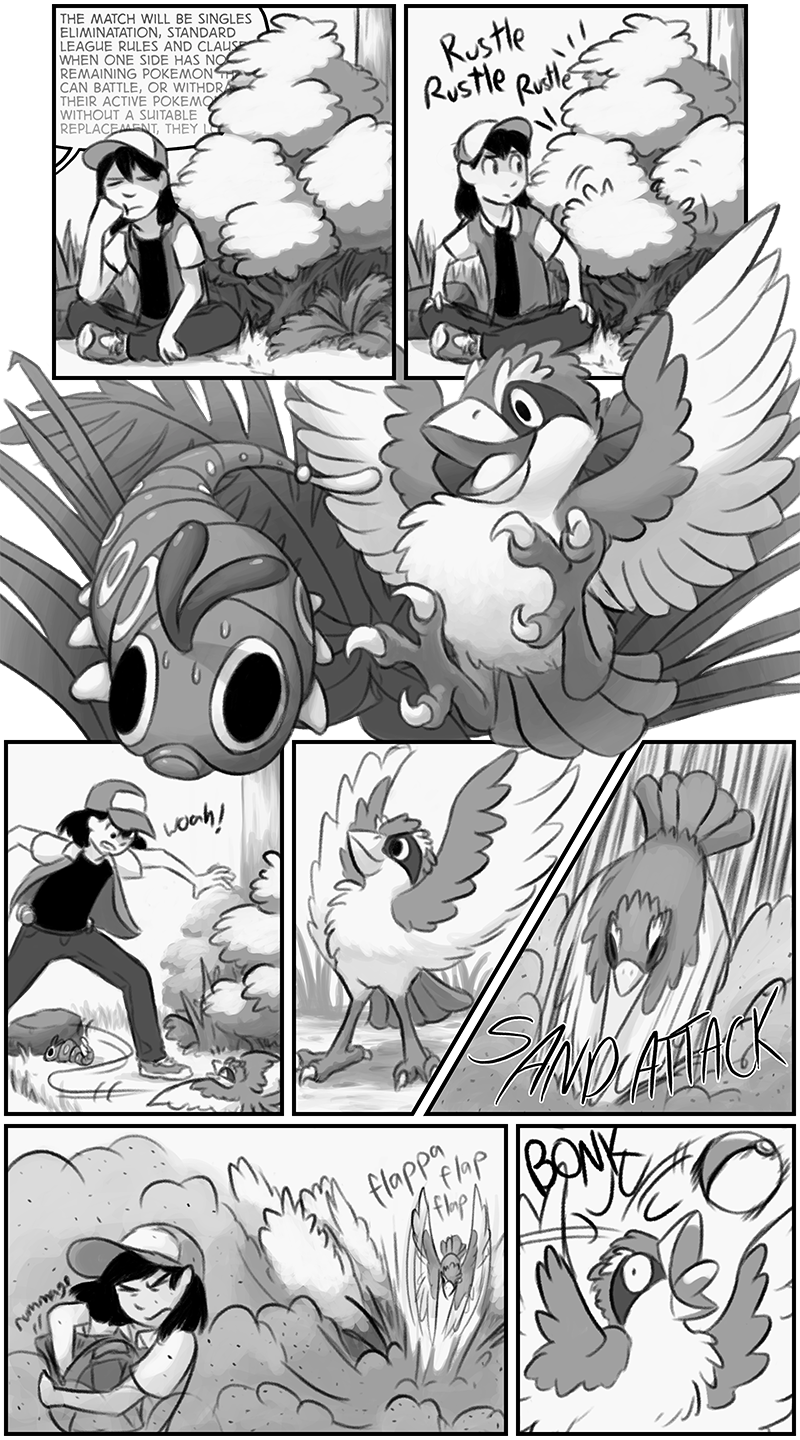 THE MATCH WILL BE SINGLES
ELIMINATATION, STANDARD
LEAGUE RULES AND CLAUSE
WHEN ONE SIDE HAS NO
REMAINING POKEMON
CAN BATTLE, OR WITHDRA
THEIR ACTIVE POKEMO
WITHOUT A SUITABLE
REPLACEMENT, THEY L
Rustle
Rustle Rustle
woah!
SAND ATTACK
rummage
flappa
flap
flap
BONK